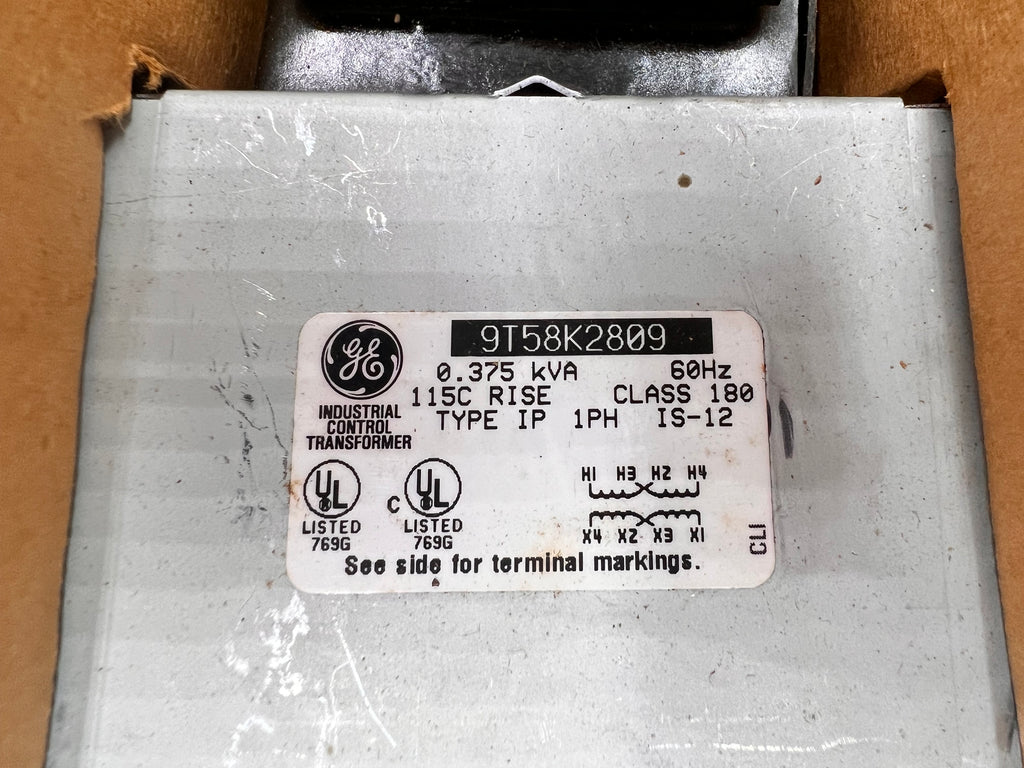 9T58K2809
GE
0.375 kVA 60Hz
115C RISE CLASS 180
TYPE IP 1PH IS-12
INDUSTRIAL
CONTROL
TRANSFORMER
UL C UL
LISTED LISTED
769G 769G
H1 H3 H2 H4
X4 X2 X3 X1
CLI
See side for terminal markings.